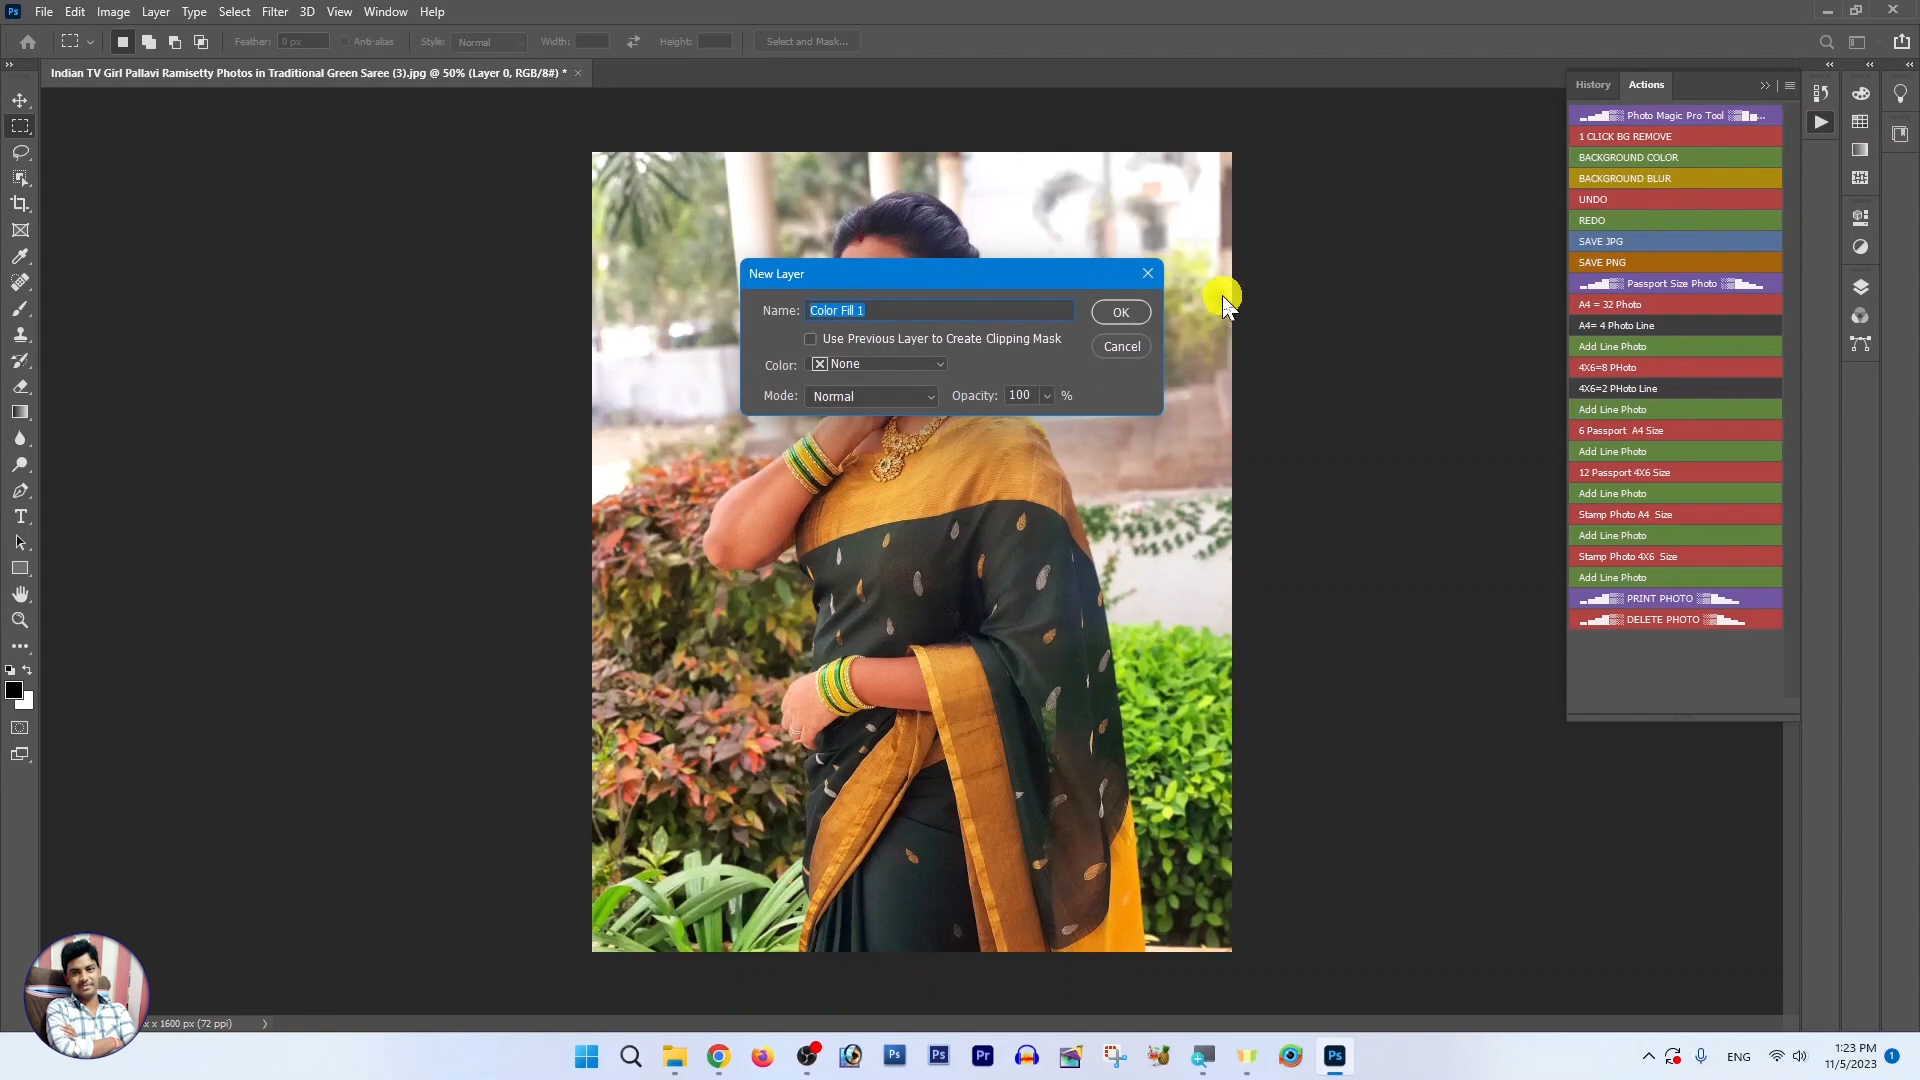 Ps File Edit Image Layer Type Select Filter 3D View Window Help
Feather: 0 px Anti-alias Style: Normal Width: Height: Select and Mask...
Indian TV Girl Pallavi Ramisetty Photos in Traditional Green Saree (3).jpg @ 50% (Layer 0, RGB/8#) * ×
History Actions
Photo Magic Pro Tool
1 CLICK BG REMOVE
BACKGROUND COLOR
BACKGROUND BLUR
UNDO
REDO
SAVE JPG
SAVE PNG
Passport Size Photo
A4 = 32 Photo
A4= 4 Photo Line
Add Line Photo
4X6=8 PHoto
4X6=2 PHoto Line
Add Line Photo
6 Passport A4 Size
Add Line Photo
12 Passport 4X6 Size
Add Line Photo
Stamp Photo A4 Size
Add Line Photo
Stamp Photo 4X6 Size
Add Line Photo
PRINT PHOTO
DELETE PHOTO
New Layer
Name: Color Fill 1 OK
Use Previous Layer to Create Clipping Mask Cancel
Color: None
Mode: Normal Opacity: 100 %
x x 1600 px (72 ppi)
Ps Ps Pr Ps
ENG 1:23 PM
11/5/2023 1